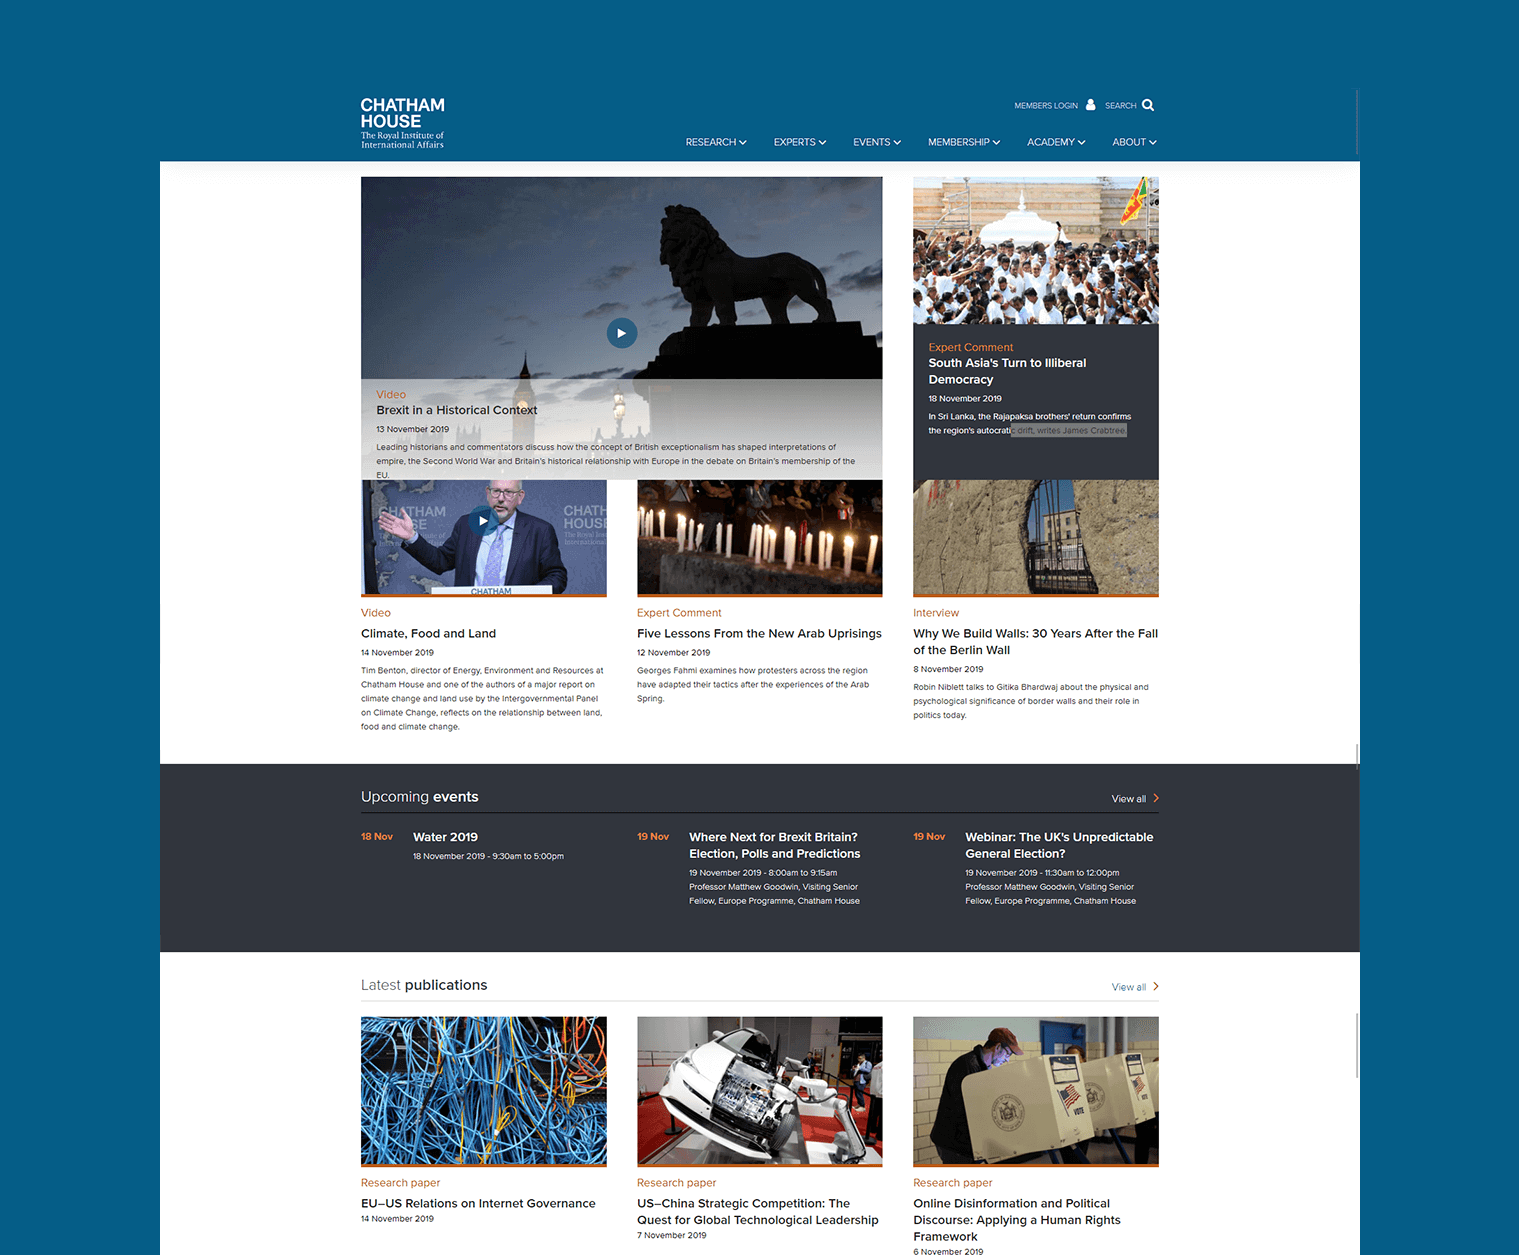 CHATHAM
HOUSE
The Royal Institute of
International Affairs
MEMBERS LOGIN
SEARCH
RESEARCH
EXPERTS
EVENTS
MEMBERSHIP
ACADEMY
ABOUT
Video
Brexit in a Historical Context
13 November 2019
Leading historians and commentators discuss how the concept of British exceptionalism has shaped interpretations of
empire, the Second World War and Britain's historical relationship with Europe in the debate on Britain's membership of the
EU.
Expert Comment
South Asia's Turn to Illiberal
Democracy
18 November 2019
In Sri Lanka, the Rajapaksa brothers' return confirms
the region's autocratic drift, writes James Crabtree.
CHATHAM
HOUSE
CHATHAM
HOUSE
The Royal Ins
International
CHATHAM
Video
Climate, Food and Land
14 November 2019
Tim Benton, director of Energy, Environment and Resources at
Chatham House and one of the authors of a major report on
climate change and land use by the Intergovernmental Panel
on Climate Change, reflects on the relationship between land,
food and climate change.
Expert Comment
Five Lessons From the New Arab Uprisings
12 November 2019
Georges Fahmi examines how protesters across the region
have adapted their tactics after the experiences of the Arab
Spring.
Interview
Why We Build Walls: 30 Years After the Fall
of the Berlin Wall
8 November 2019
Robin Niblett talks to Gitika Bhardwaj about the physical and
psychological significance of border walls and their role in
politics today.
Upcoming events
View all
18 Nov
Water 2019
18 November 2019 - 9:30am to 5:00pm
19 Nov
Where Next for Brexit Britain?
Election, Polls and Predictions
19 November 2019 - 8:00am to 9:15am
Professor Matthew Goodwin, Visiting Senior
Fellow, Europe Programme, Chatham House
19 Nov
Webinar: The UK's Unpredictable
General Election?
19 November 2019 - 11:30am to 12:00pm
Professor Matthew Goodwin, Visiting Senior
Fellow, Europe Programme, Chatham House
Latest publications
View all
VOTE
VOTE
Research paper
EU–US Relations on Internet Governance
14 November 2019
Research paper
US–China Strategic Competition: The
Quest for Global Technological Leadership
7 November 2019
Research paper
Online Disinformation and Political
Discourse: Applying a Human Rights
Framework
6 November 2019